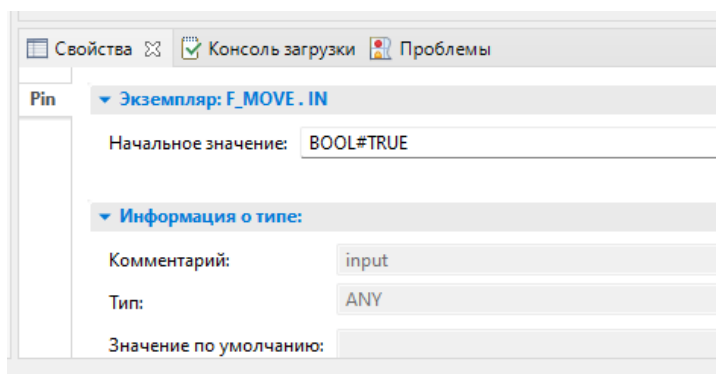 Свойства Консоль загрузки Проблемы
Pin
Экземпляр: F_MOVE . IN
Начальное значение: BOOL#TRUE
Информация о типе:
Комментарий: input
Тип: ANY
Значение по умолчанию: